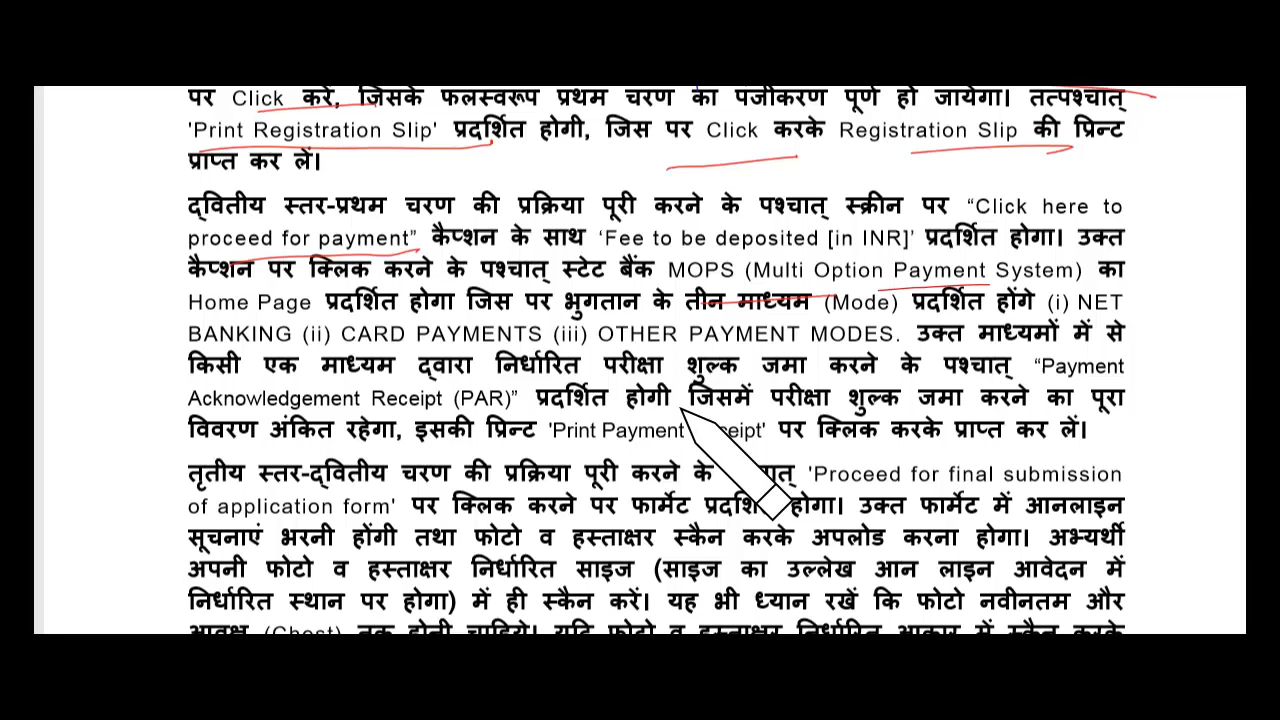 पर Click करें, जिसके फलस्वरूप प्रथम चरण का पंजीकरण पूर्ण हो जायेगा। तत्पश्चात्
'Print Registration Slip' प्रदर्शित होगी, जिस पर Click करके Registration Slip की प्रिन्ट
प्राप्त कर लें।
द्वितीय स्तर-प्रथम चरण की प्रक्रिया पूरी करने के पश्चात् स्क्रीन पर “Click here to
proceed for payment” कैप्शन के साथ ‘Fee to be deposited [in INR]’ प्रदर्शित होगा। उक्त
कैप्शन पर क्लिक करने के पश्चात् स्टेट बैंक MOPS (Multi Option Payment System) का
Home Page प्रदर्शित होगा जिस पर भुगतान के तीन माध्यम (Mode) प्रदर्शित होंगे (i) NET
BANKING (ii) CARD PAYMENTS (iii) OTHER PAYMENT MODES. उक्त माध्यमों में से
किसी एक माध्यम द्वारा निर्धारित परीक्षा शुल्क जमा करने के पश्चात् “Payment
Acknowledgement Receipt (PAR)” प्रदर्शित होगी जिसमें परीक्षा शुल्क जमा करने का पूरा
विवरण अंकित रहेगा, इसकी प्रिन्ट 'Print Payment पर क्लिक करके प्राप्त कर लें।
तृतीय स्तर-द्वितीय चरण की प्रक्रिया पूरी करने के 'Proceed for final submission
of application form' पर क्लिक करने पर फार्मेट होगा। उक्त फार्मेट में आनलाइन
सूचनाएं भरनी होंगी तथा फोटो व हस्ताक्षर स्कैन करके अपलोड करना होगा। अभ्यर्थी
अपनी फोटो व हस्ताक्षर निर्धारित साइज (साइज का उल्लेख आन लाइन आवेदन में
निर्धारित स्थान पर होगा) में ही स्कैन करें। यह भी ध्यान रखें कि फोटो नवीनतम और
(Chest) तक होनी चाहिये। यदि फोटो व हस्ताक्षर निर्धारित आकार में स्कैन करके